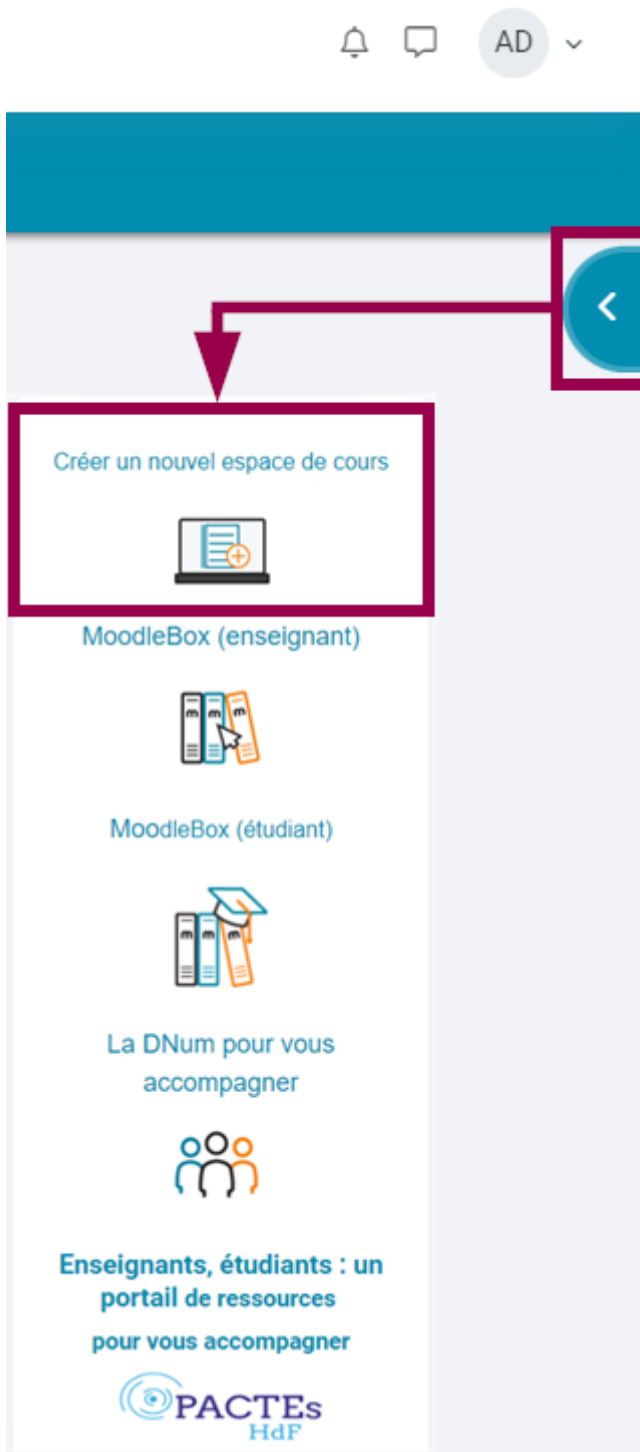 AD
Créer un nouvel espace de cours
MoodleBox (enseignant)
m m m
MoodleBox (étudiant)
m m m
La DNum pour vous
accompagner
Enseignants, étudiants : un
portail de ressources
pour vous accompagner
PACTEs
HdF